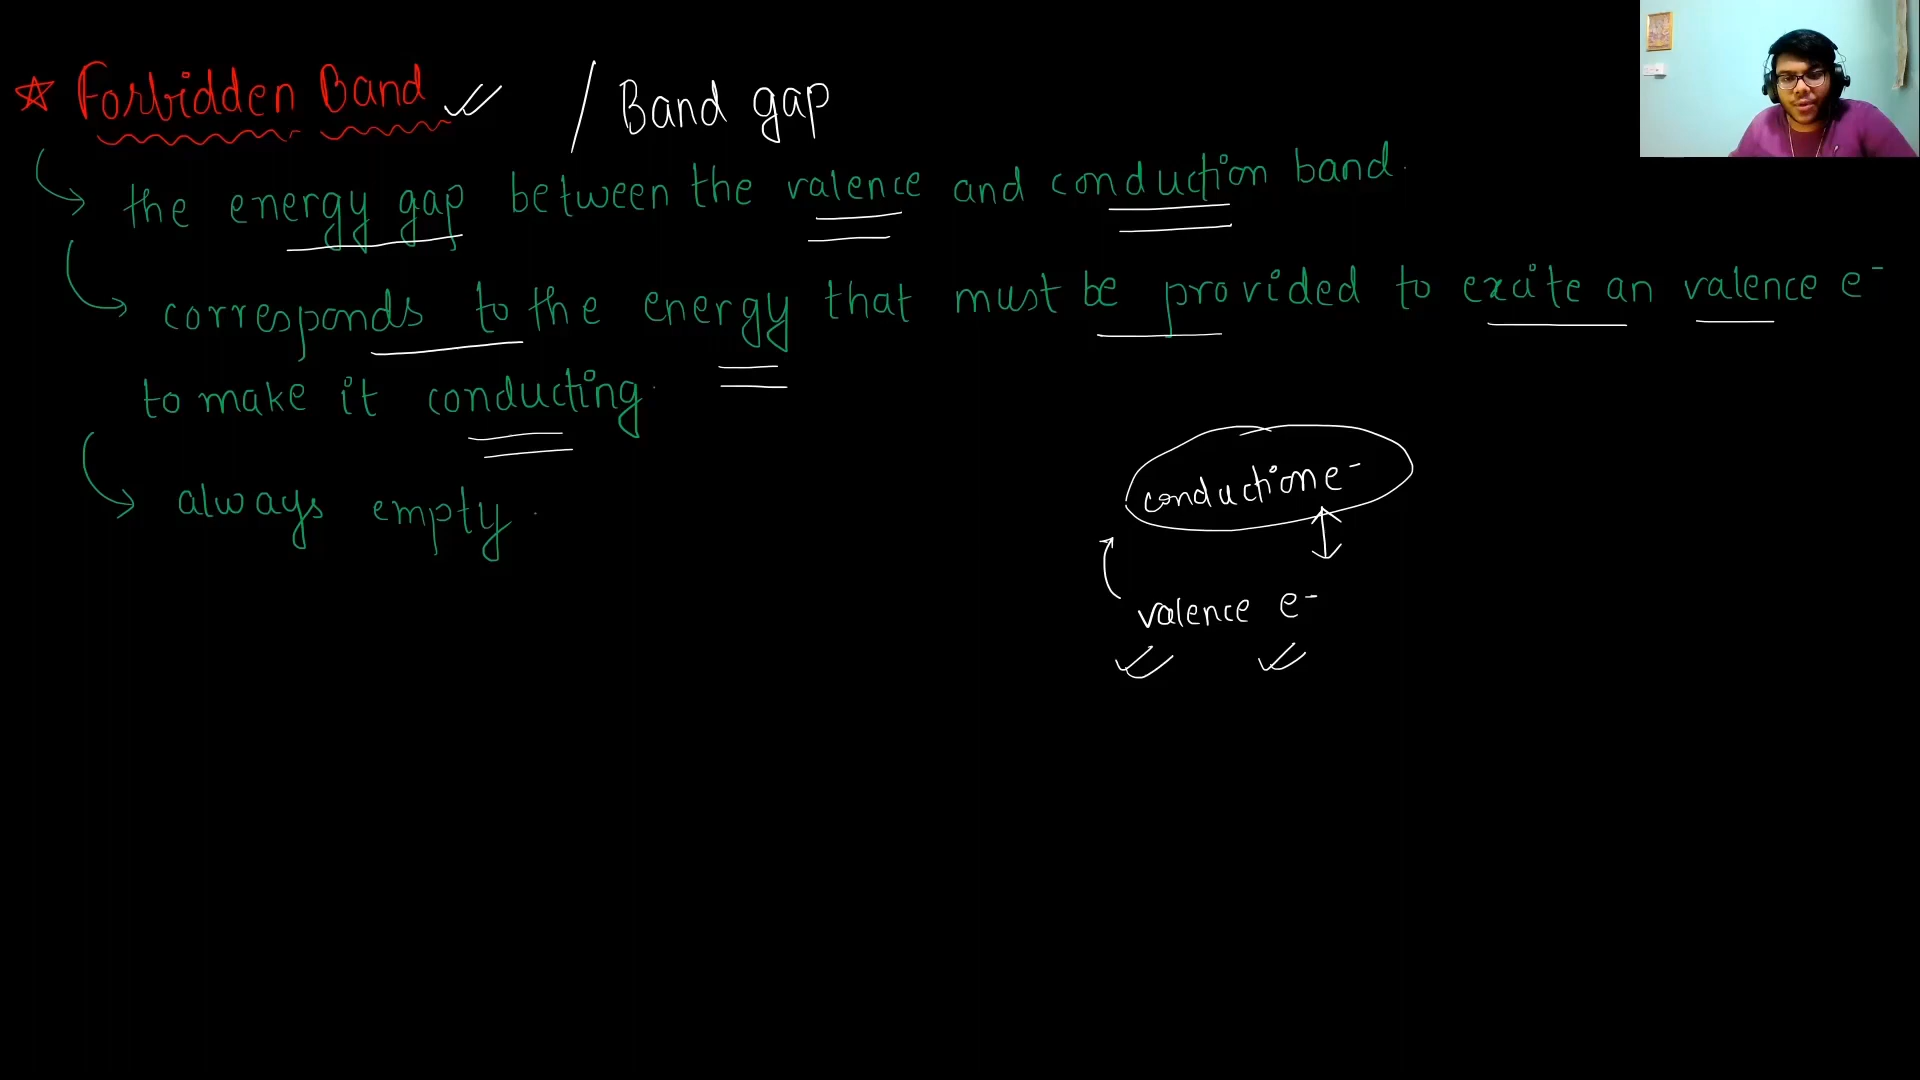 ☆ Forbidden Band / Band gap
the energy gap between the valence and conduction band.
corresponds to the energy that must be provided to excite an valence e⁻
to make it conducting.
always empty.
conduction e⁻
valence e⁻